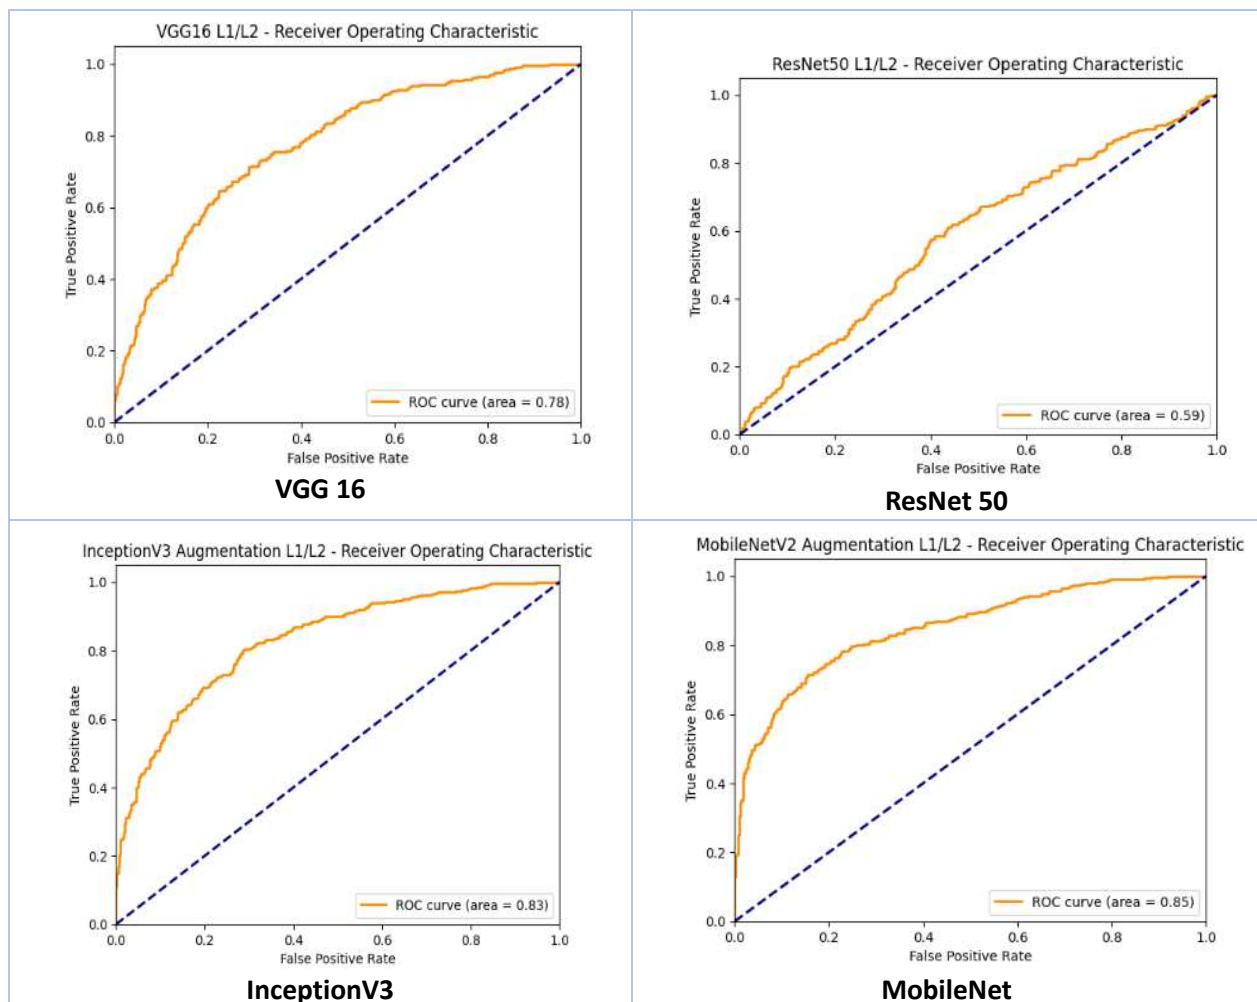 VGG16 L1/L2 - Receiver Operating Characteristic
1.0
0.8
0.6
0.4
0.2
0.0
True Positive Rate
ROC curve (area = 0.78)
0.0 0.2 0.4 0.6 0.8 1.0
False Positive Rate
VGG 16
ResNet50 L1/L2 - Receiver Operating Characteristic
1.0
0.8
0.6
0.4
0.2
0.0
True Positive Rate
ROC curve (area = 0.59)
0.0 0.2 0.4 0.6 0.8 1.0
False Positive Rate
ResNet 50
InceptionV3 Augmentation L1/L2 - Receiver Operating Characteristic
1.0
0.8
0.6
0.4
0.2
0.0
True Positive Rate
ROC curve (area = 0.83)
0.0 0.2 0.4 0.6 0.8 1.0
False Positive Rate
InceptionV3
MobileNetV2 Augmentation L1/L2 - Receiver Operating Characteristic
1.0
0.8
0.6
0.4
0.2
0.0
True Positive Rate
ROC curve (area = 0.85)
0.0 0.2 0.4 0.6 0.8 1.0
False Positive Rate
MobileNet